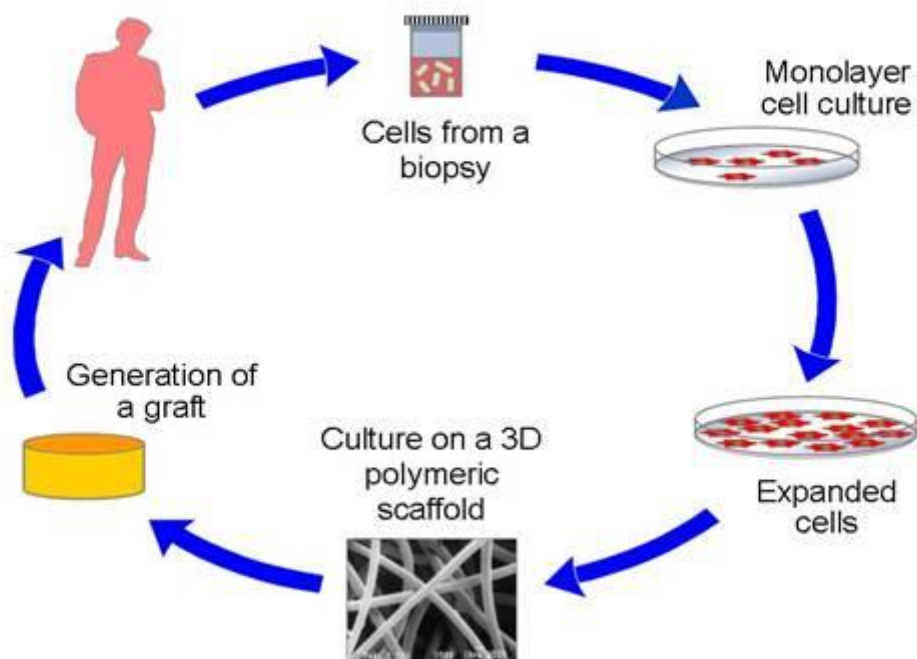 Cells from a
biopsy
Monolayer
cell culture
Expanded
cells
Culture on a 3D
polymeric
scaffold
Generation of
a graft